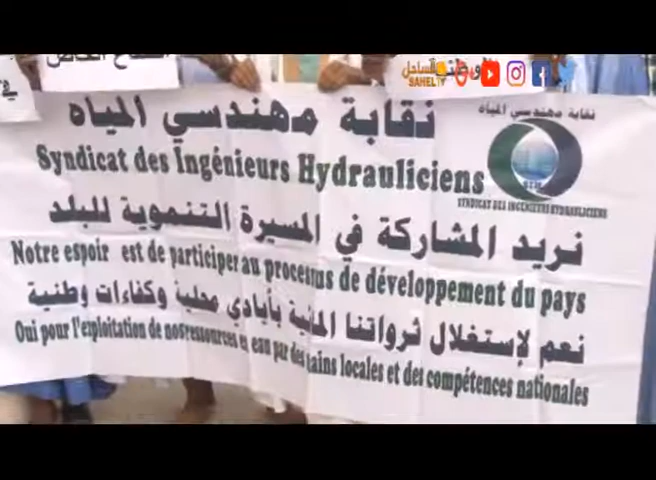 الساحل
SAHEL TV
نقابة مهندسي المياه
نقابة مهندسي المياه
Syndicat des Ingénieurs Hydrauliciens
SYNDICAT DES INGENIEURS HYDRAULICIENS
نريد المشاركة في المسيرة التنموية للبلد
Notre espoir est de participer au processus de développement du pays
نعم لإستغلال ثرواتنا المائية بأيادي محلية وكفاءات وطنية
Oui pour l'exploitation de nos ressources en eau par des mains locales et des compétences nationales